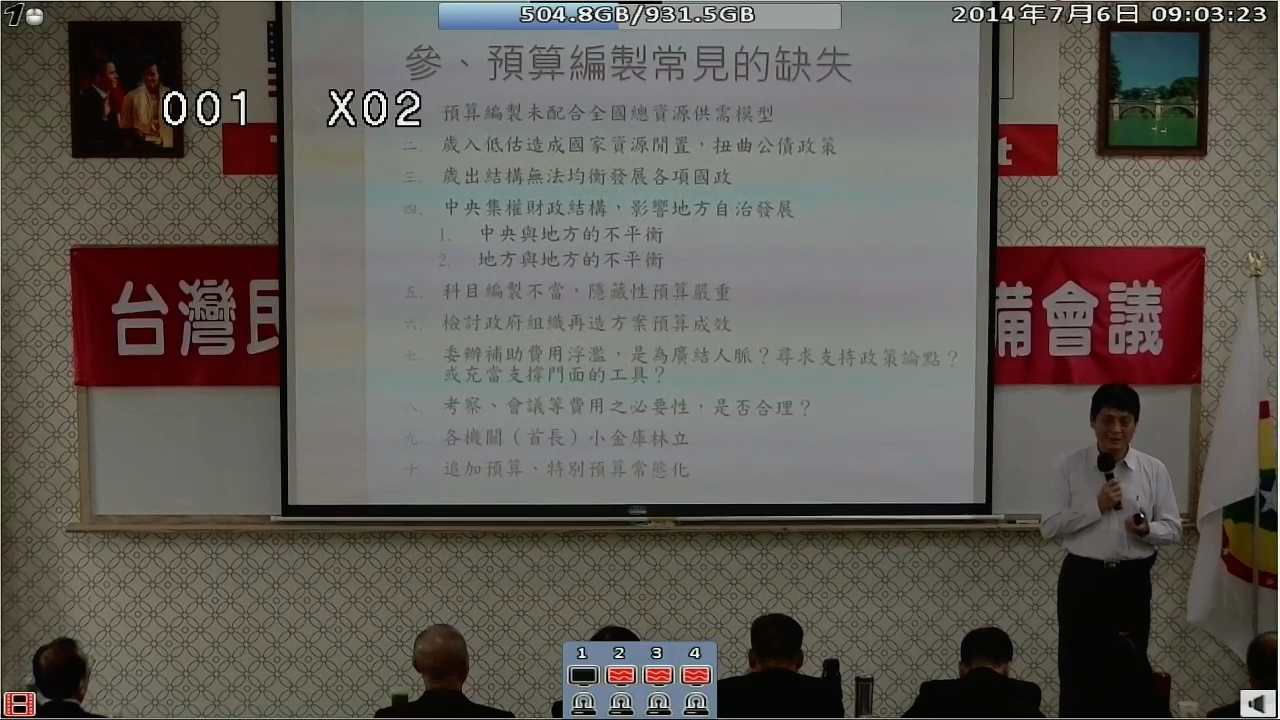 1
504.8GB/931.5GB
2014年7月6日 09:03:23
參、預算編製常見的缺失
001 X02
預算編製未配合全國總資源供需模型
二. 歲入低估造成國家資源閒置，扭曲公債政策
三. 歲出結構無法均衡發展各項國政
四. 中央集權財政結構，影響地方自治發展
1. 中央與地方的不平衡
2. 地方與地方的不平衡
五. 科目編製不當，隱藏性預算嚴重
六. 檢討政府組織再造方案預算成效
七. 委辦補助費用浮濫，是為廣結人脈？尋求支持政策論點？
或充當支撐門面的工具？
八. 考察、會議等費用之必要性，是否合理？
九. 各機關（首長）小金庫林立
十. 追加預算、特別預算常態化
t
台灣民
備會議
1 2 3 4